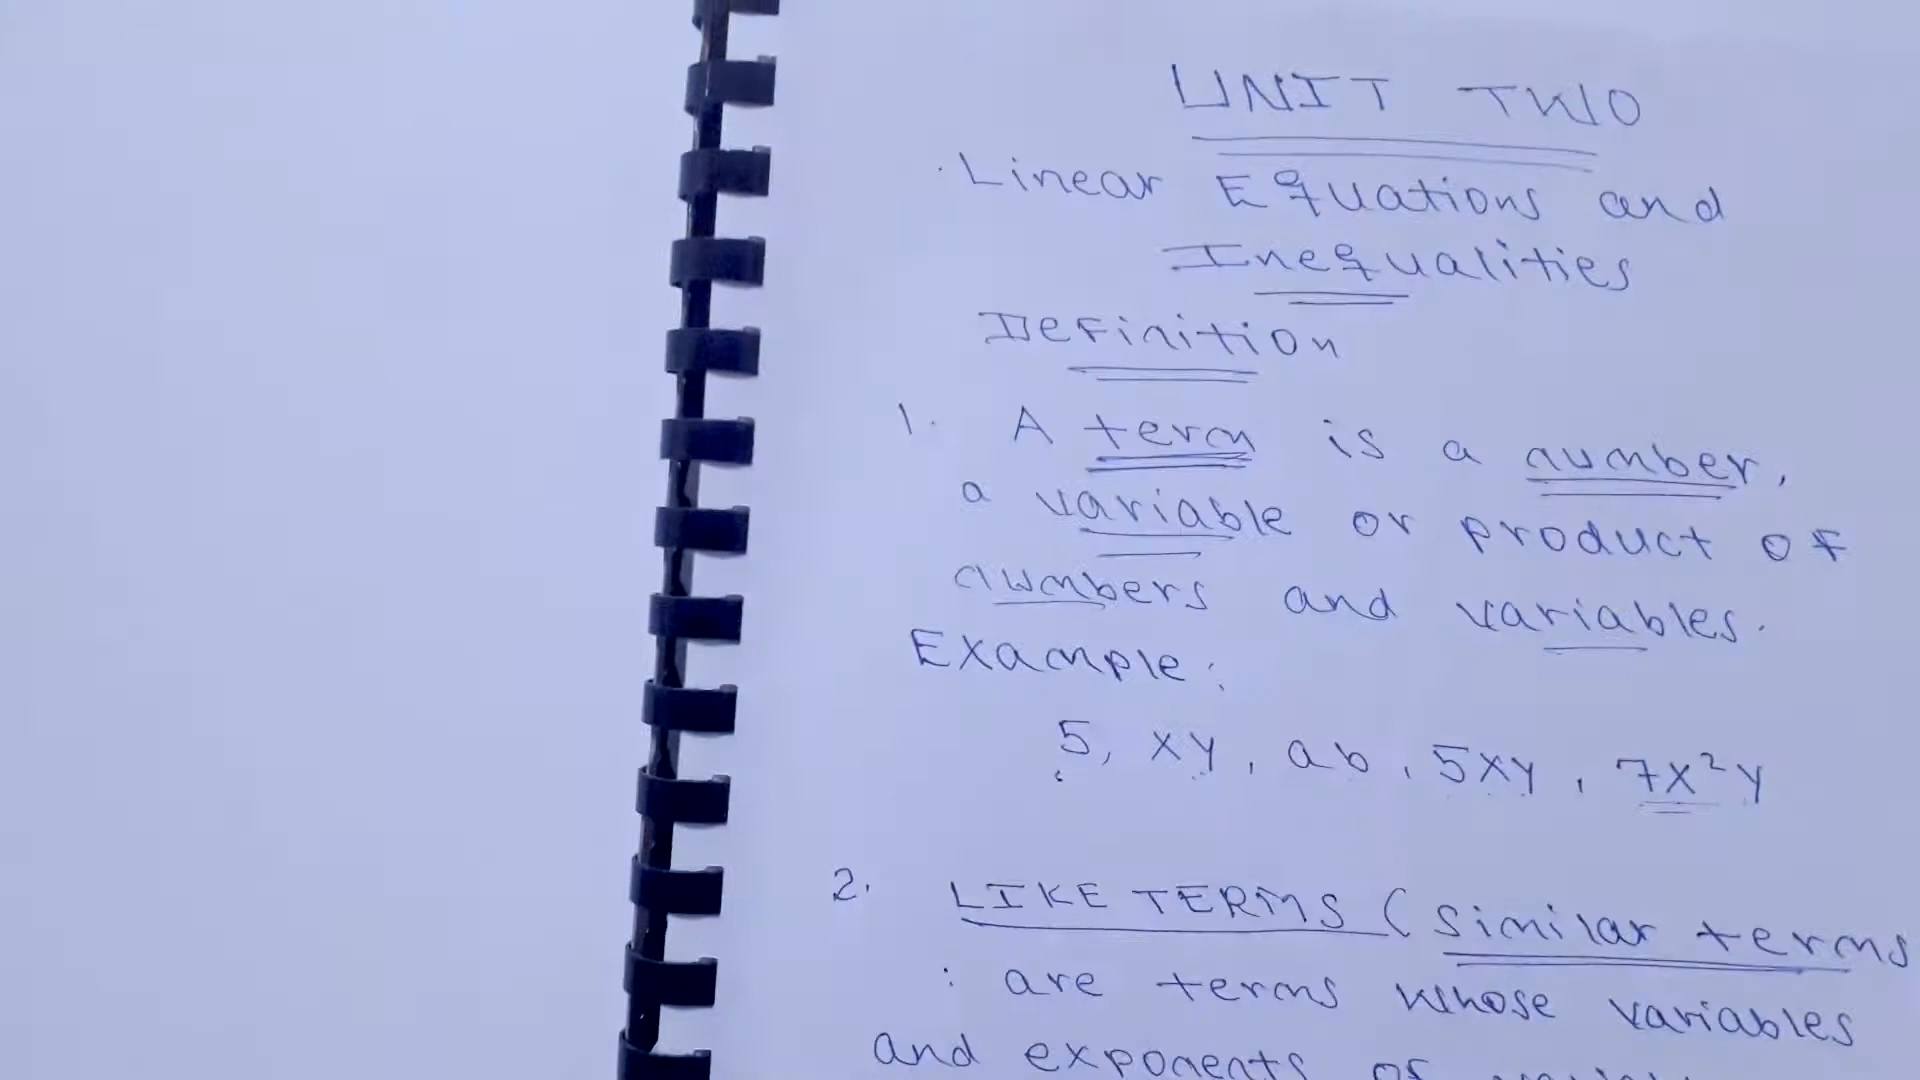 UNIT TWO
Linear Equations and
Inequalities
Definition
1. A term is a number,
a variable or product of
numbers and variables.
Example:
5, xy, ab, 5xy, 7x²y
2. LIKE TERMS (similar terms
: are terms whose variables
and exponents of